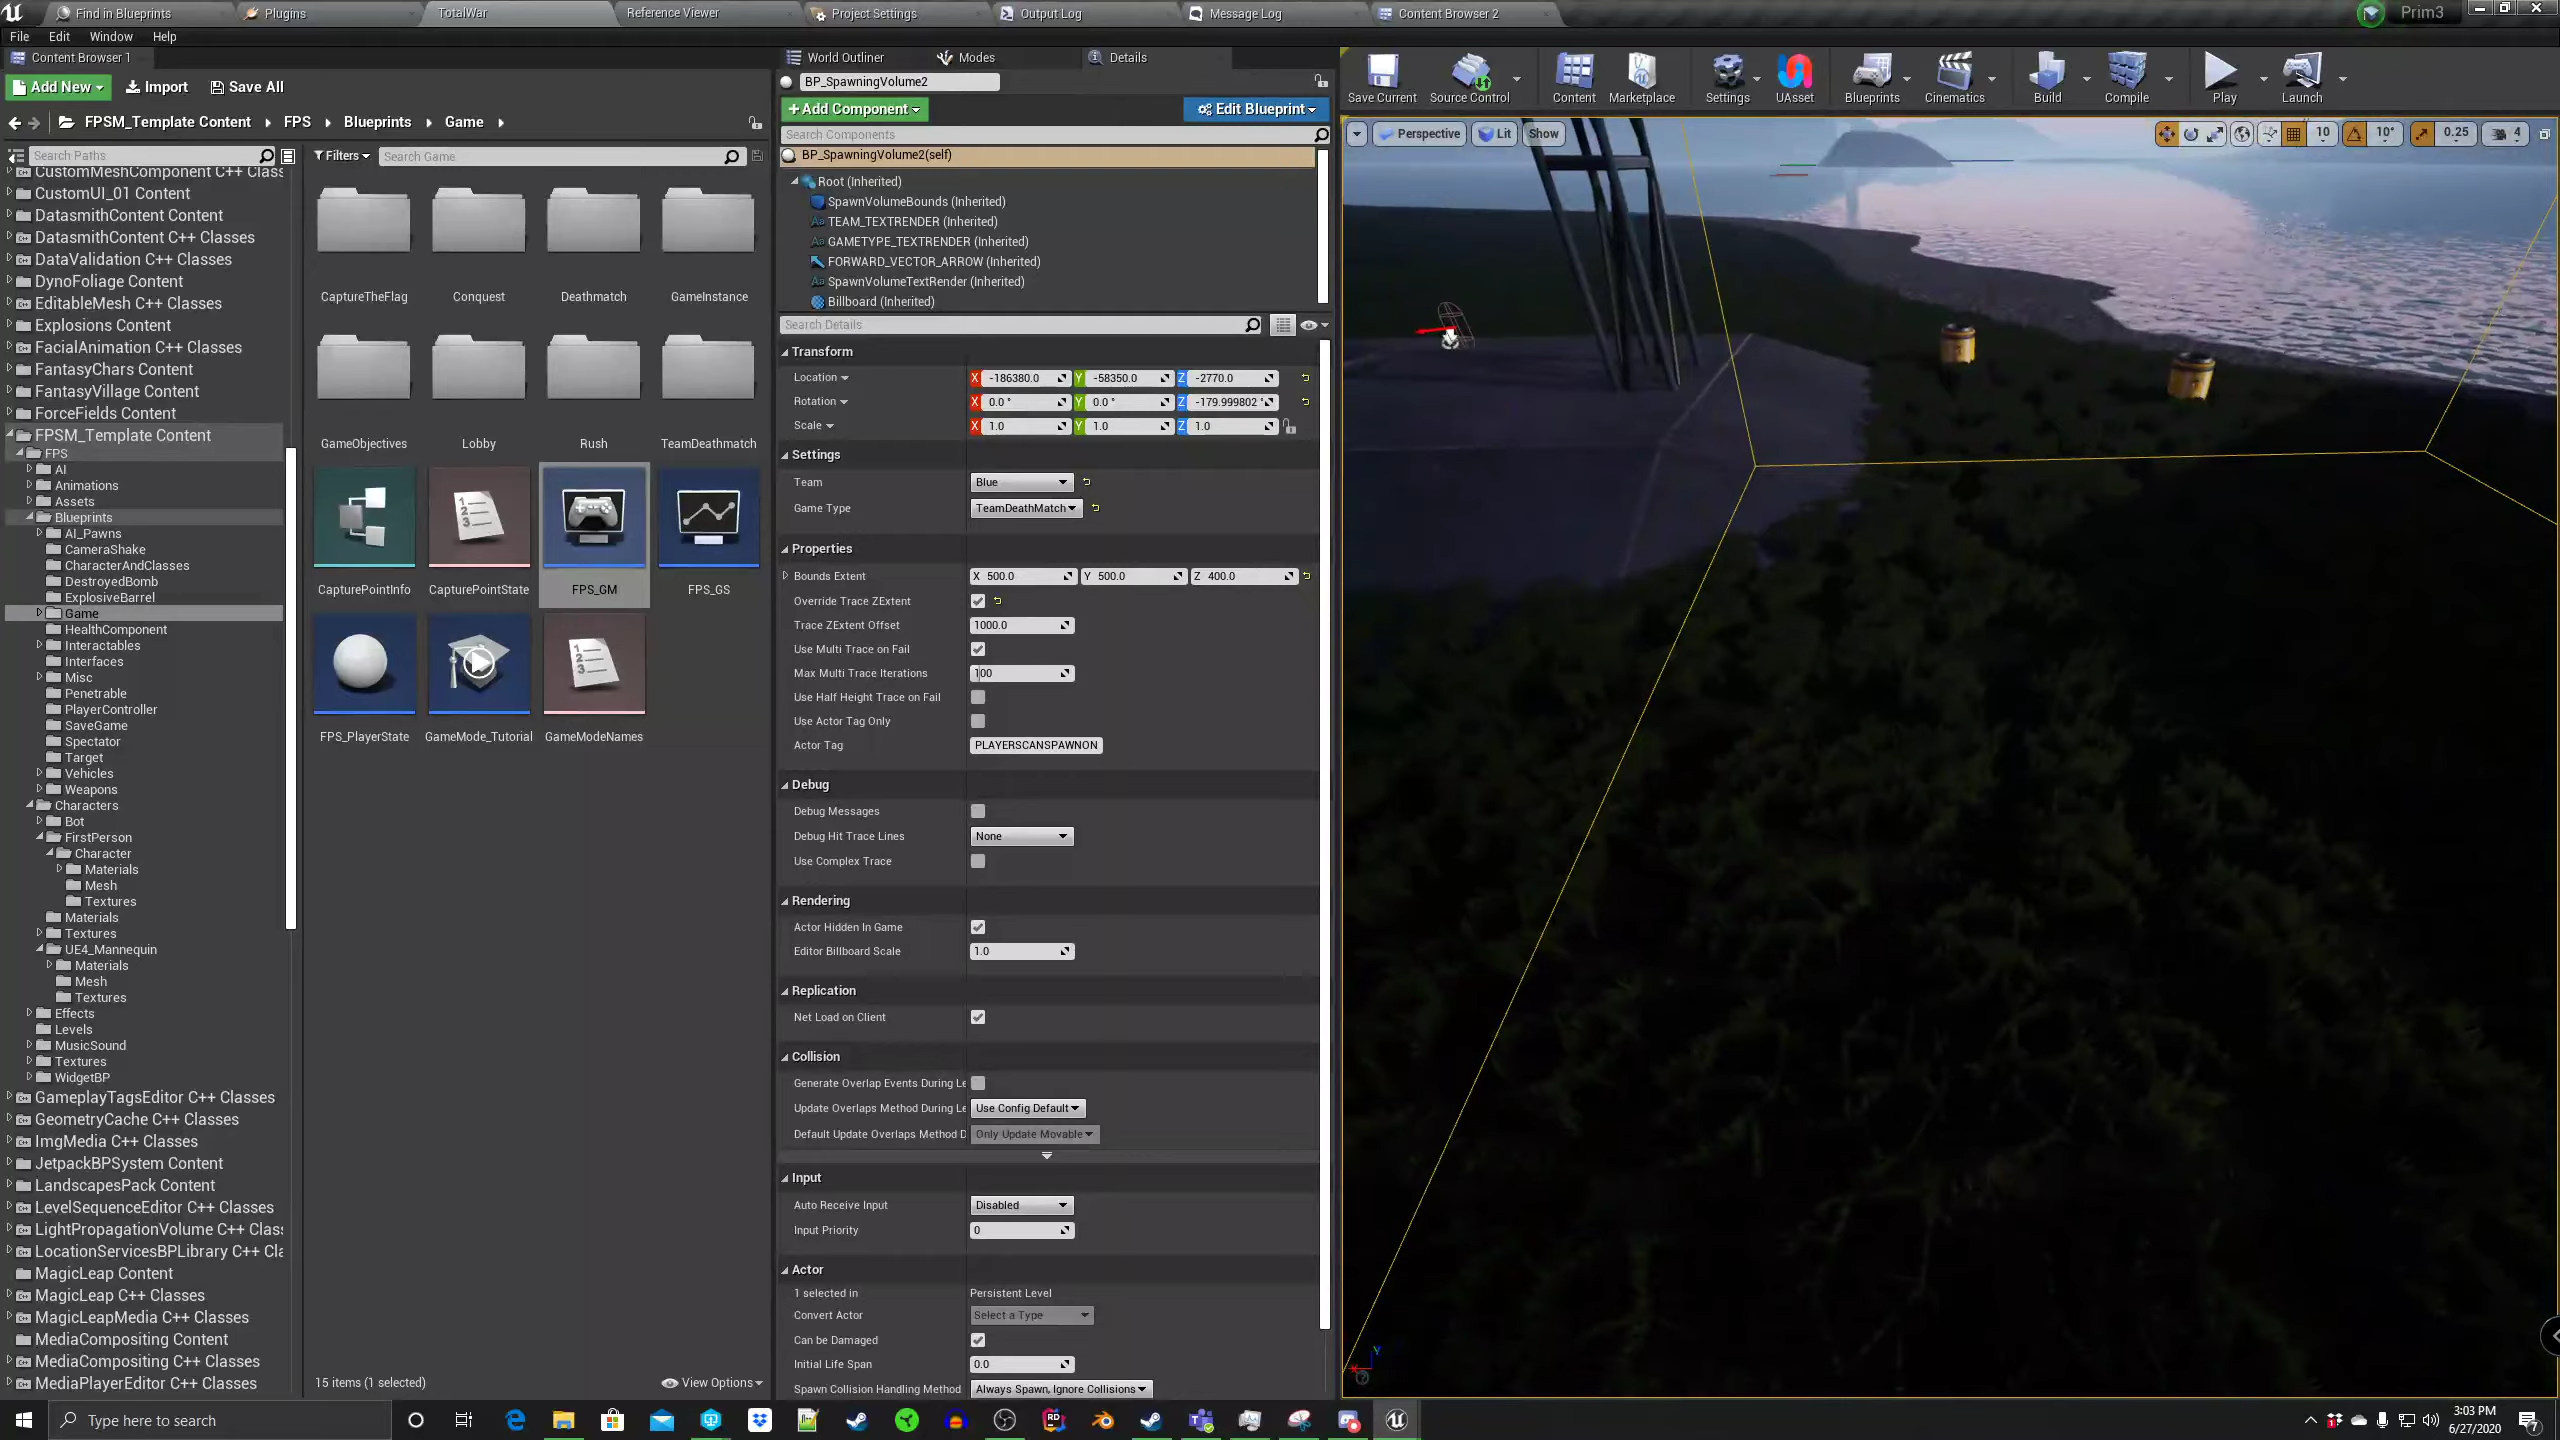 Find in Blueprints
Plugins
TotalWar
Reference Viewer
Project Settings
Output Log
Message Log
Content Browser 2
Prim3
File Edit Window Help
Content Browser 1
Add New
Import
Save All
FPSM_Template Content
FPS
Blueprints
Game
Search Paths
CustomMeshComponent C++ Class
CustomUI_01 Content
DatasmithContent Content
DatasmithContent C++ Classes
DataValidation C++ Classes
DynoFoliage Content
EditableMesh C++ Classes
Explosions Content
FacialAnimation C++ Classes
FantasyChars Content
FantasyVillage Content
ForceFields Content
FPSM_Template Content
FPS
AI
Animations
Assets
Blueprints
AI_Pawns
CameraShake
CharacterAndClasses
DestroyedBomb
ExplosiveBarrel
Game
HealthComponent
Interactables
Interfaces
Misc
Penetrable
PlayerController
SaveGame
Spectator
Target
Vehicles
Weapons
Characters
Bot
FirstPerson
Character
Materials
Mesh
Textures
Materials
Textures
UE4_Mannequin
Materials
Mesh
Textures
Effects
Levels
MusicSound
Textures
WidgetBP
GameplayTagsEditor C++ Classes
GeometryCache C++ Classes
ImgMedia C++ Classes
JetpackBPSystem Content
LandscapesPack Content
LevelSequenceEditor C++ Classes
LightPropagationVolume C++ Class
LocationServicesBPLibrary C++ Cla
MagicLeap Content
MagicLeap C++ Classes
MagicLeapMedia C++ Classes
MediaCompositing Content
MediaCompositing C++ Classes
MediaPlayerEditor C++ Classes
Filters
Search Game
CaptureTheFlag Conquest Deathmatch GameInstance
GameObjectives Lobby Rush TeamDeathmatch
CapturePointInfo CapturePointState FPS_GM FPS_GS
FPS_PlayerState GameMode_Tutorial GameModeNames
15 items (1 selected)
View Options
World Outliner
Modes
Details
BP_SpawningVolume2
+Add Component
Edit Blueprint
Search Components
BP_SpawningVolume2(self)
Root (Inherited)
SpawnVolumeBounds (Inherited)
TEAM_TEXTRENDER (Inherited)
GAMETYPE_TEXTRENDER (Inherited)
FORWARD_VECTOR_ARROW (Inherited)
SpawnVolumeTextRender (Inherited)
Billboard (Inherited)
Search Details
Transform
Location X -186380.0 Y -58350.0 Z -2770.0
Rotation X 0.0 ° Y 0.0 ° Z -179.999802 °
Scale X 1.0 Y 1.0 Z 1.0
Settings
Team Blue
Game Type TeamDeathMatch
Properties
Bounds Extent X 500.0 Y 500.0 Z 400.0
Override Trace ZExtent
Trace ZExtent Offset 1000.0
Use Multi Trace on Fail
Max Multi Trace Iterations 100
Use Half Height Trace on Fail
Use Actor Tag Only
Actor Tag PLAYERSCANSPAWNON
Debug
Debug Messages
Debug Hit Trace Lines None
Use Complex Trace
Rendering
Actor Hidden In Game
Editor Billboard Scale 1.0
Replication
Net Load on Client
Collision
Generate Overlap Events During Le
Update Overlaps Method During Le Use Config Default
Default Update Overlaps Method D Only Update Movable
Input
Auto Receive Input Disabled
Input Priority 0
Actor
1 selected in Persistent Level
Convert Actor Select a Type
Can be Damaged
Initial Life Span 0.0
Spawn Collision Handling Method Always Spawn, Ignore Collisions
Save Current
Source Control
Content
Marketplace
Settings
UAsset
Blueprints
Cinematics
Build
Compile
Play
Launch
Perspective
Lit
Show
10
10°
0.25
4
Y
Type here to search
3:03 PM
6/27/2020